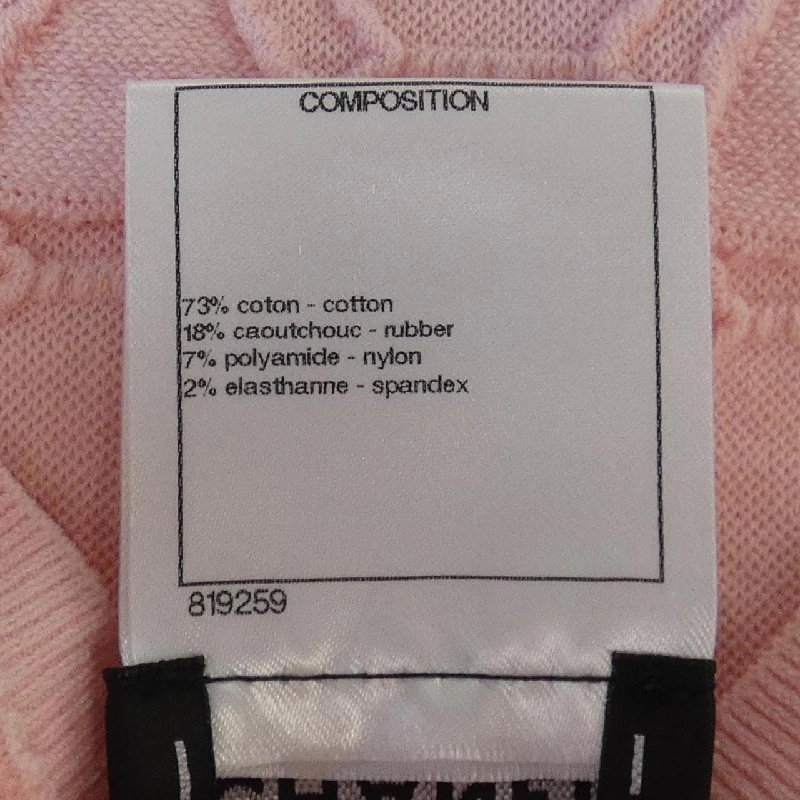 COMPOSITION
73% coton - cotton
18% caoutchouc - rubber
7% polyamide - nylon
2% elasthanne - spandex
819259